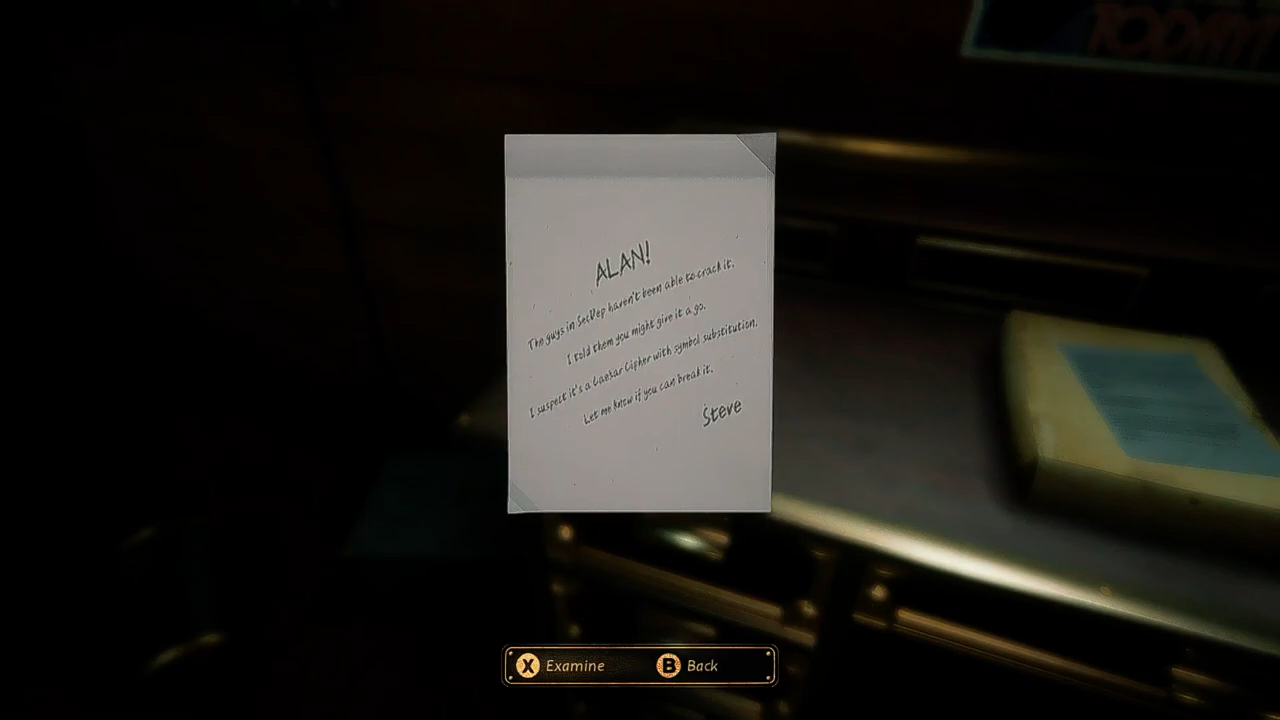 TODAY!
ALAN!
The guys in SecDep haven't been able to crack it.
I told them you might give it a go.
I suspect it's a Caesar Cipher with symbol substitution.
Let me know if you can break it.
Steve
X Examine B Back